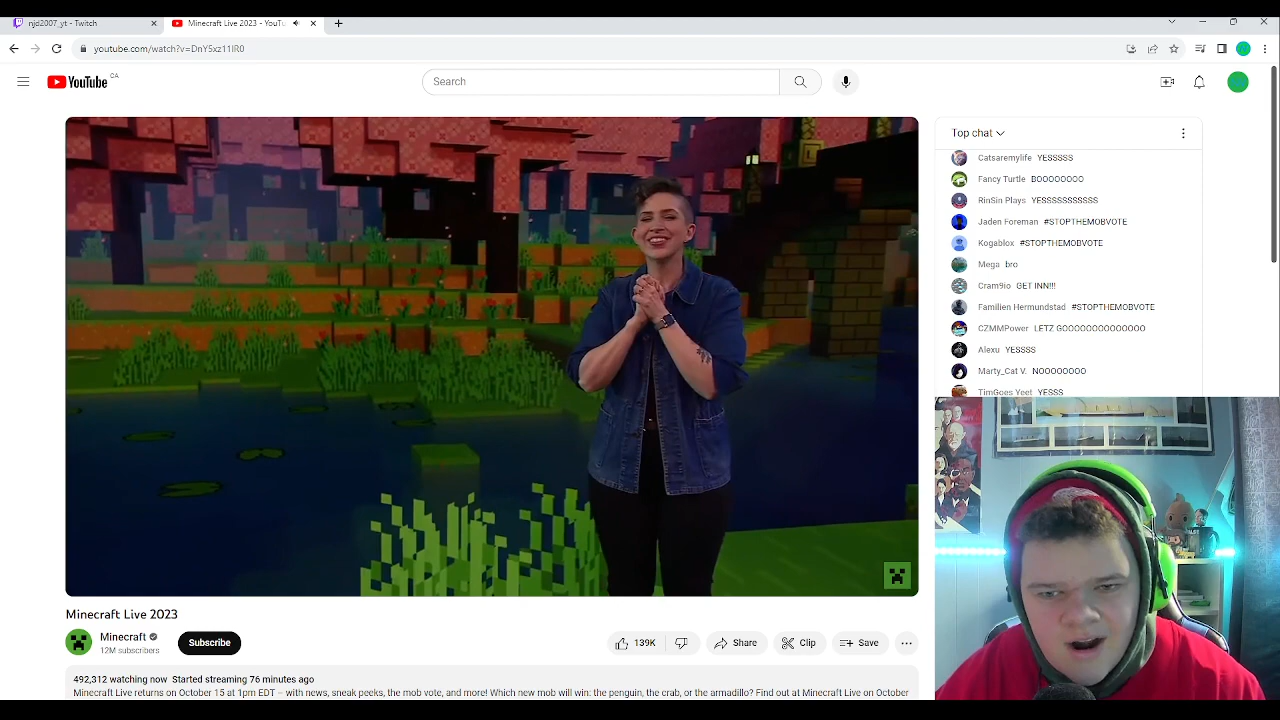 njd2007_yt - Twitch
Minecraft Live 2023 - YouTu
youtube.com/watch?v=DnY5xz11lR0
YouTube CA
Search
Top chat
Catsaremylife YESSSSS
Fancy Turtle BOOOOOOOO
RinSin Plays YESSSSSSSSSSS
Jaden Foreman #STOPTHEMOBVOTE
Kogablox #STOPTHEMOBVOTE
Mega bro
Cram9io GET INN!!!
Familien Hermundstad #STOPTHEMOBVOTE
CZMMPower LETZ GOOOOOOOOOOOOOO
Alexu YESSSS
Marty_Cat V. NOOOOOOOO
TimGoes Yeet YESSS
Minecraft Live 2023
Minecraft
12M subscribers
Subscribe
139K
Share
Clip
Save
492,312 watching now Started streaming 76 minutes ago
Minecraft Live returns on October 15 at 1pm EDT – with news, sneak peeks, the mob vote, and more! Which new mob will win: the penguin, the crab, or the armadillo? Find out at Minecraft Live on October